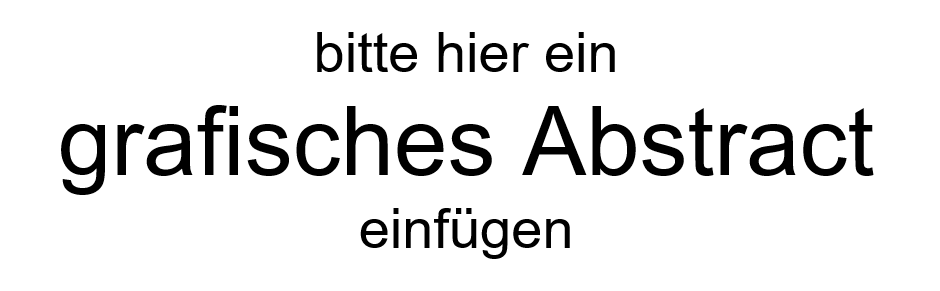 bitte hier ein
grafisches Abstract
einfügen